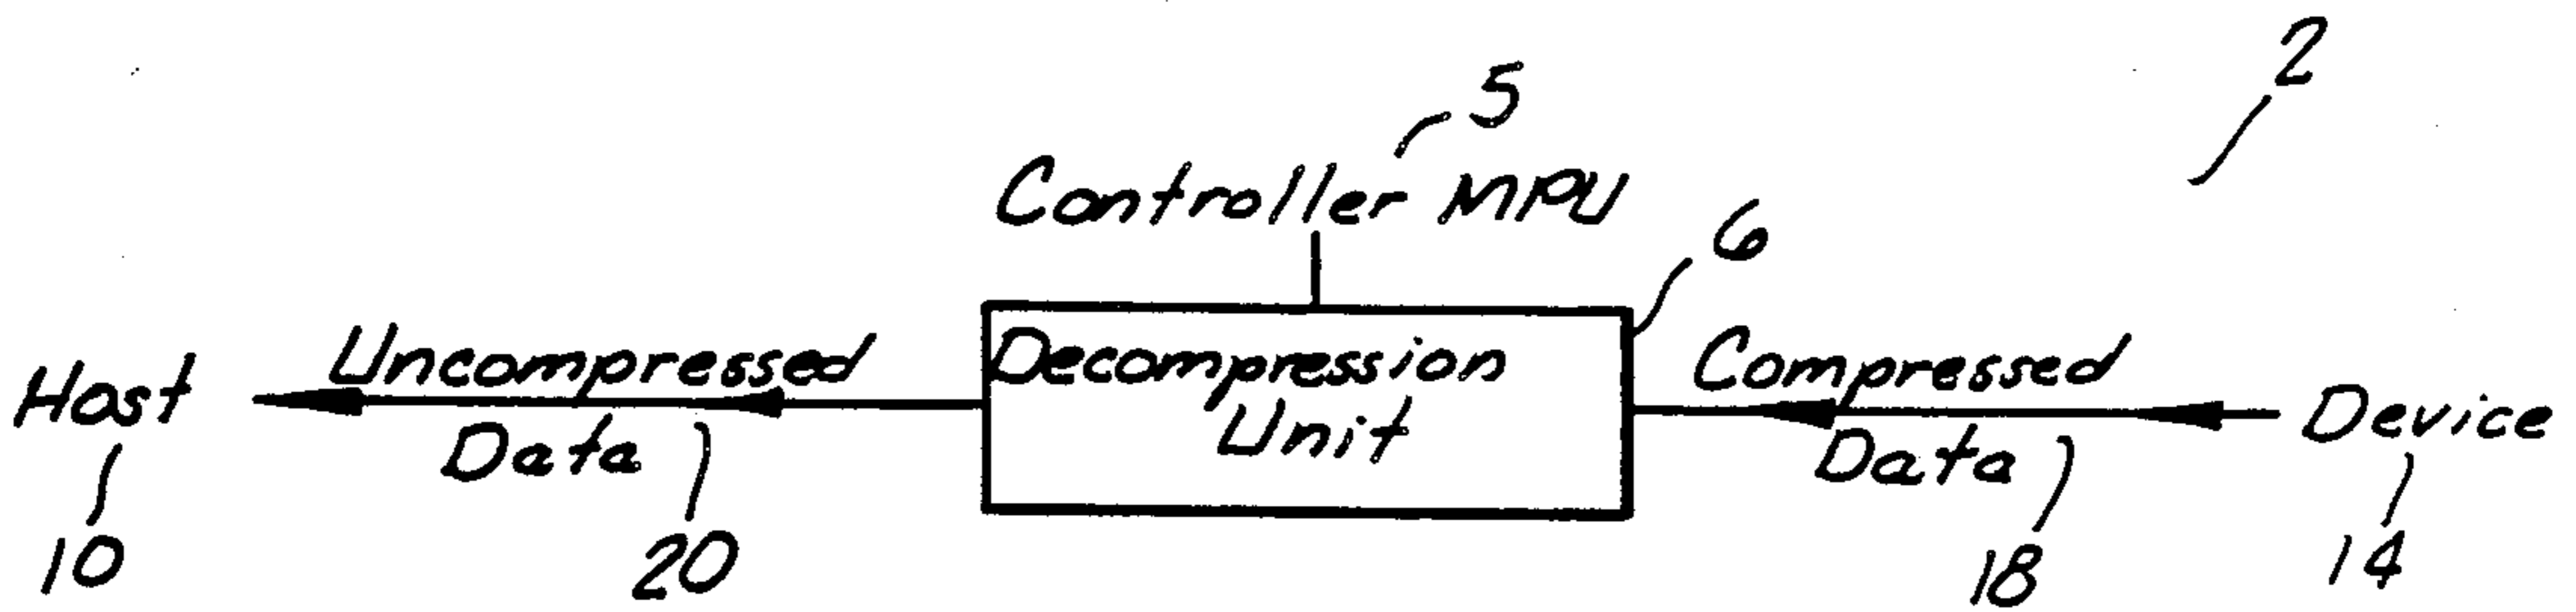 2
5
Controller MPU
6
Host
Uncompressed
Data
Decompression
Unit
Compressed
Data
Device
10
20
18
14